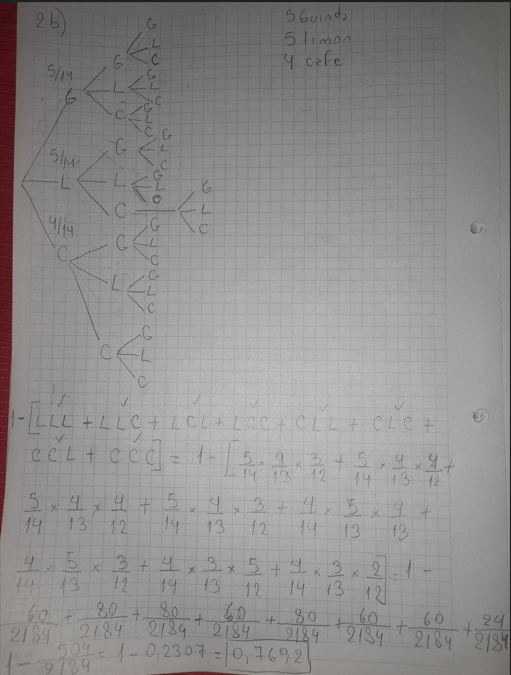 2b)
5 Guinda
5 limon
4 cafe
5/14 G
G L C
G L C
G L C
G L C
5/14 L
G L C
G L C
G L C
G L C
4/14 C
G L C
G L C
G L C
G L C
1 - [LLL + LLC + LCL + LCC + CLL + CLC +
CCL + CCC] = 1 - [5/14 × 4/13 × 3/12 + 5/14 × 4/13 × 4/12 +
5/14 × 4/13 × 4/12 + 5/14 × 4/13 × 3/12 + 4/14 × 5/13 × 4/13 +
4/14 × 5/13 × 3/12 + 4/14 × 3/13 × 5/12 + 4/14 × 3/13 × 2/12] = 1 -
60/2184 + 80/2184 + 80/2184 + 60/2184 + 80/2184 + 60/2184 + 60/2184 + 24/2184
1 - 504/2184 = 1 - 0,2307 = 0,7692